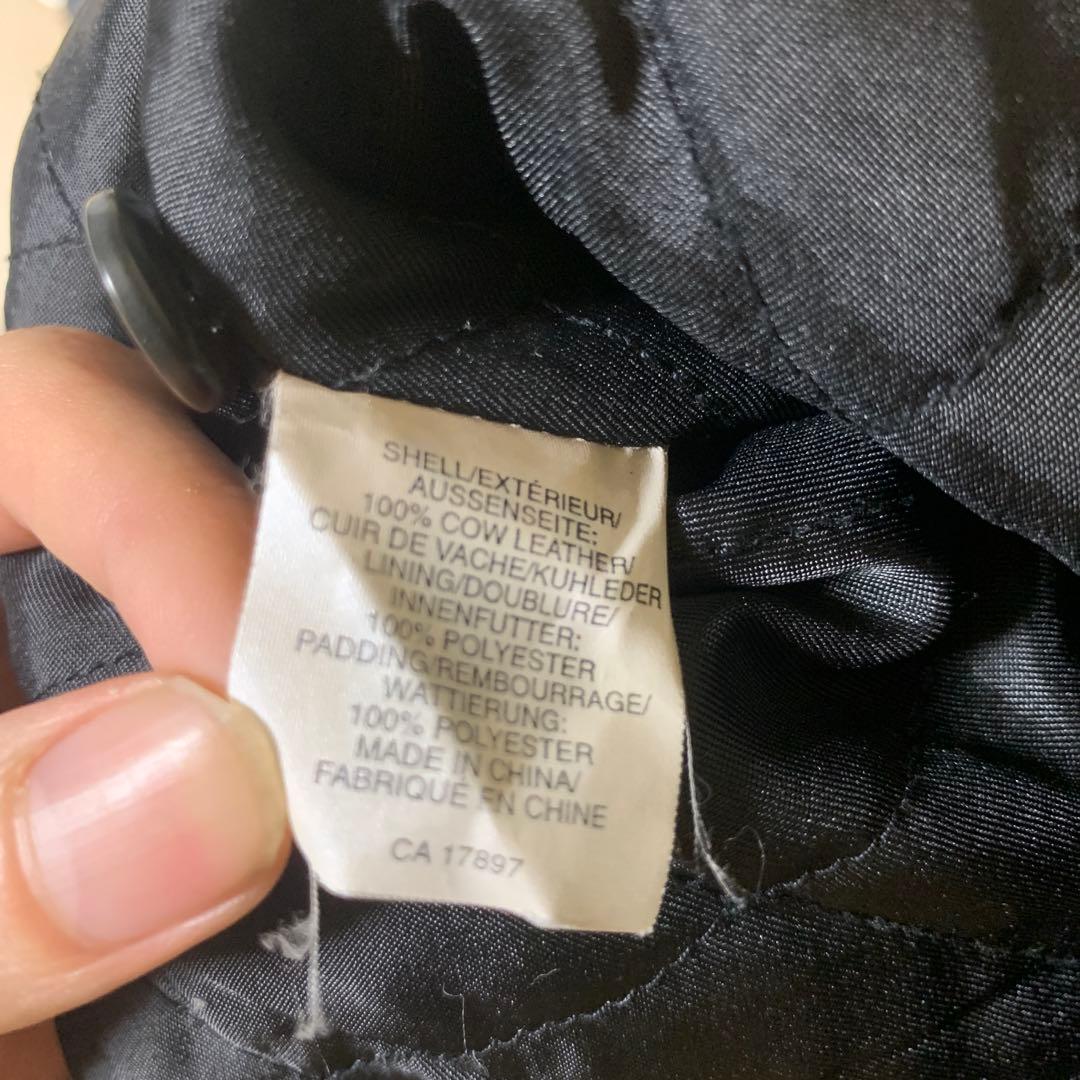 SHELL/EXTÉRIEUR/
AUSSENSEITE:
100% COW LEATHER/
CUIR DE VACHE/KUHLEDER
LINING/DOUBLURE/
INNENFUTTER:
100% POLYESTER
PADDING/REMBOURRAGE/
WATTIERUNG:
100% POLYESTER
MADE IN CHINA/
FABRIQUE EN CHINE
CA 17897